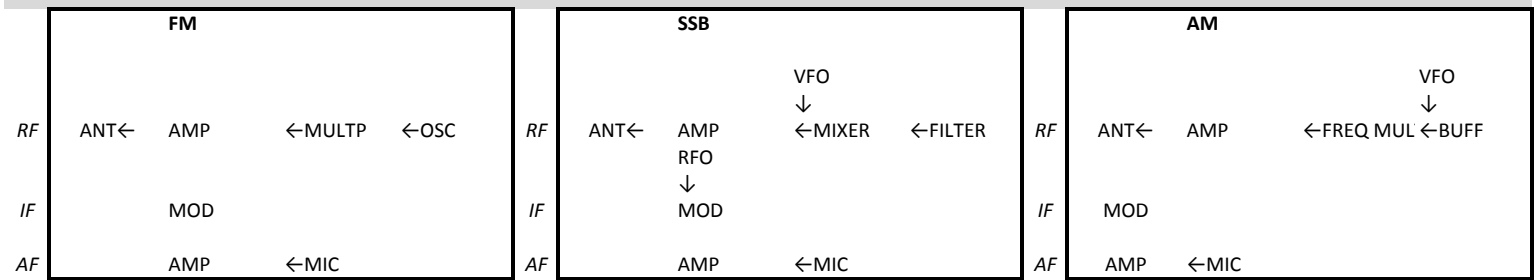 FM SSB AM
VFO VFO
↓ ↓
RF ANT← AMP ←MULTP ←OSC RF ANT← AMP ←MIXER ←FILTER RF ANT← AMP ←FREQ MUL ←BUFF
RFO
↓
IF MOD IF MOD IF MOD
AF AMP ←MIC AF AMP ←MIC AF AMP ←MIC